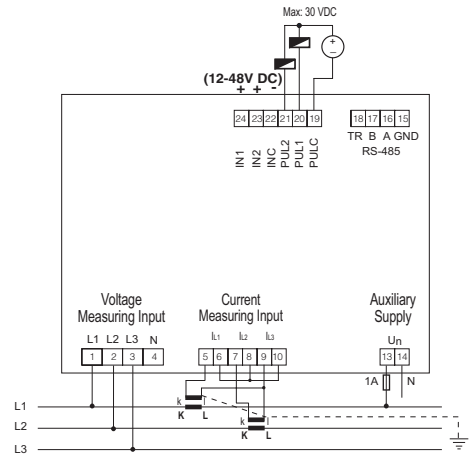 Max: 30 VDC
+
–
(12-48V DC)
+ + -
24 23 22 21 20 19
18 17 16 15
IN1
IN2
INC
PUL2
PUL1
PULC
TR B A GND
RS-485
Voltage
Measuring Input
Current
Measuring Input
Auxiliary
Supply
L1 L2 L3 N
IL1 IL2 IL3
Un
1 2 3 4
5 6 7 8 9 10
13 14
1A
N
L1
k l
K L
L2
k l
K L
L3